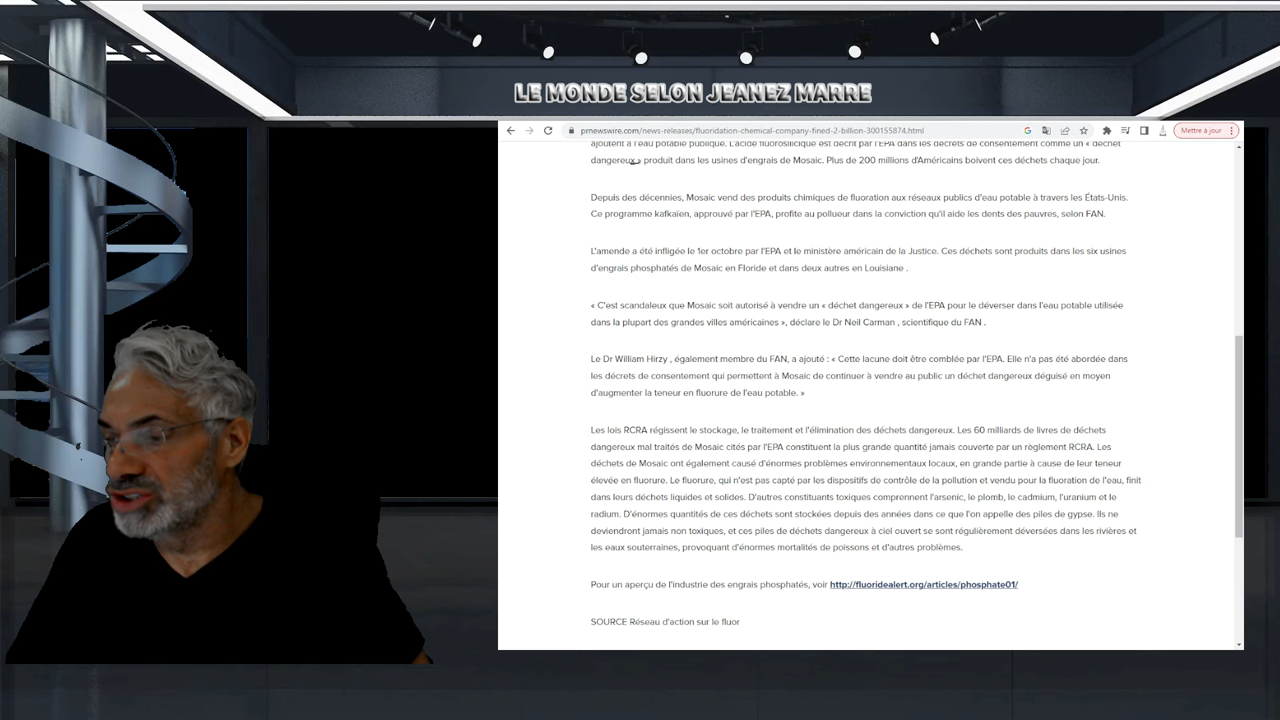 LE MONDE SELON JEANEZ MARRE
prnewswire.com/news-releases/fluoridation-chemical-company-fined-2-billion-300155874.html
Mettre à jour
ajoutent à l'eau potable publique. L'acide fluorosilicique est décrit par l'EPA dans les décrets de consentement comme un « déchet
dangereux » produit dans les usines d'engrais de Mosaic. Plus de 200 millions d'Américains boivent ces déchets chaque jour.
Depuis des décennies, Mosaic vend des produits chimiques de fluoration aux réseaux publics d'eau potable à travers les États-Unis.
Ce programme kafkaïen, approuvé par l'EPA, profite au pollueur dans la conviction qu'il aide les dents des pauvres, selon FAN.
L'amende a été infligée le 1er octobre par l'EPA et le ministère américain de la Justice. Ces déchets sont produits dans les six usines
d'engrais phosphatés de Mosaic en Floride et dans deux autres en Louisiane .
« C'est scandaleux que Mosaic soit autorisé à vendre un « déchet dangereux » de l'EPA pour le déverser dans l'eau potable utilisée
dans la plupart des grandes villes américaines », déclare le Dr Neil Carman , scientifique du FAN .
Le Dr William Hirzy , également membre du FAN, a ajouté : « Cette lacune doit être comblée par l'EPA. Elle n'a pas été abordée dans
les décrets de consentement qui permettent à Mosaic de continuer à vendre au public un déchet dangereux déguisé en moyen
d'augmenter la teneur en fluorure de l'eau potable. »
Les lois RCRA régissent le stockage, le traitement et l'élimination des déchets dangereux. Les 60 milliards de livres de déchets
dangereux mal traités de Mosaic cités par l'EPA constituent la plus grande quantité jamais couverte par un règlement RCRA. Les
déchets de Mosaic ont également causé d'énormes problèmes environnementaux locaux, en grande partie à cause de leur teneur
élevée en fluorure. Le fluorure, qui n'est pas capté par les dispositifs de contrôle de la pollution et vendu pour la fluoration de l'eau, finit
dans leurs déchets liquides et solides. D'autres constituants toxiques comprennent l'arsenic, le plomb, le cadmium, l'uranium et le
radium. D'énormes quantités de ces déchets sont stockées depuis des années dans ce que l'on appelle des piles de gypse. Ils ne
deviendront jamais non toxiques, et ces piles de déchets dangereux à ciel ouvert se sont régulièrement déversées dans les rivières et
les eaux souterraines, provoquant d'énormes mortalités de poissons et d'autres problèmes.
Pour un aperçu de l'industrie des engrais phosphatés, voir http://fluoridealert.org/articles/phosphate01/
SOURCE Réseau d'action sur le fluor